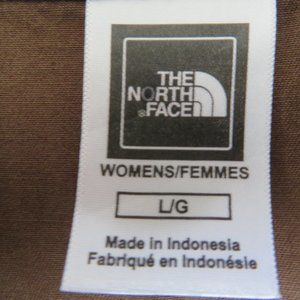 THE
NORTH
FACE
WOMENS/FEMMES
L/G
Made in Indonesia
Fabriqué en Indonésie